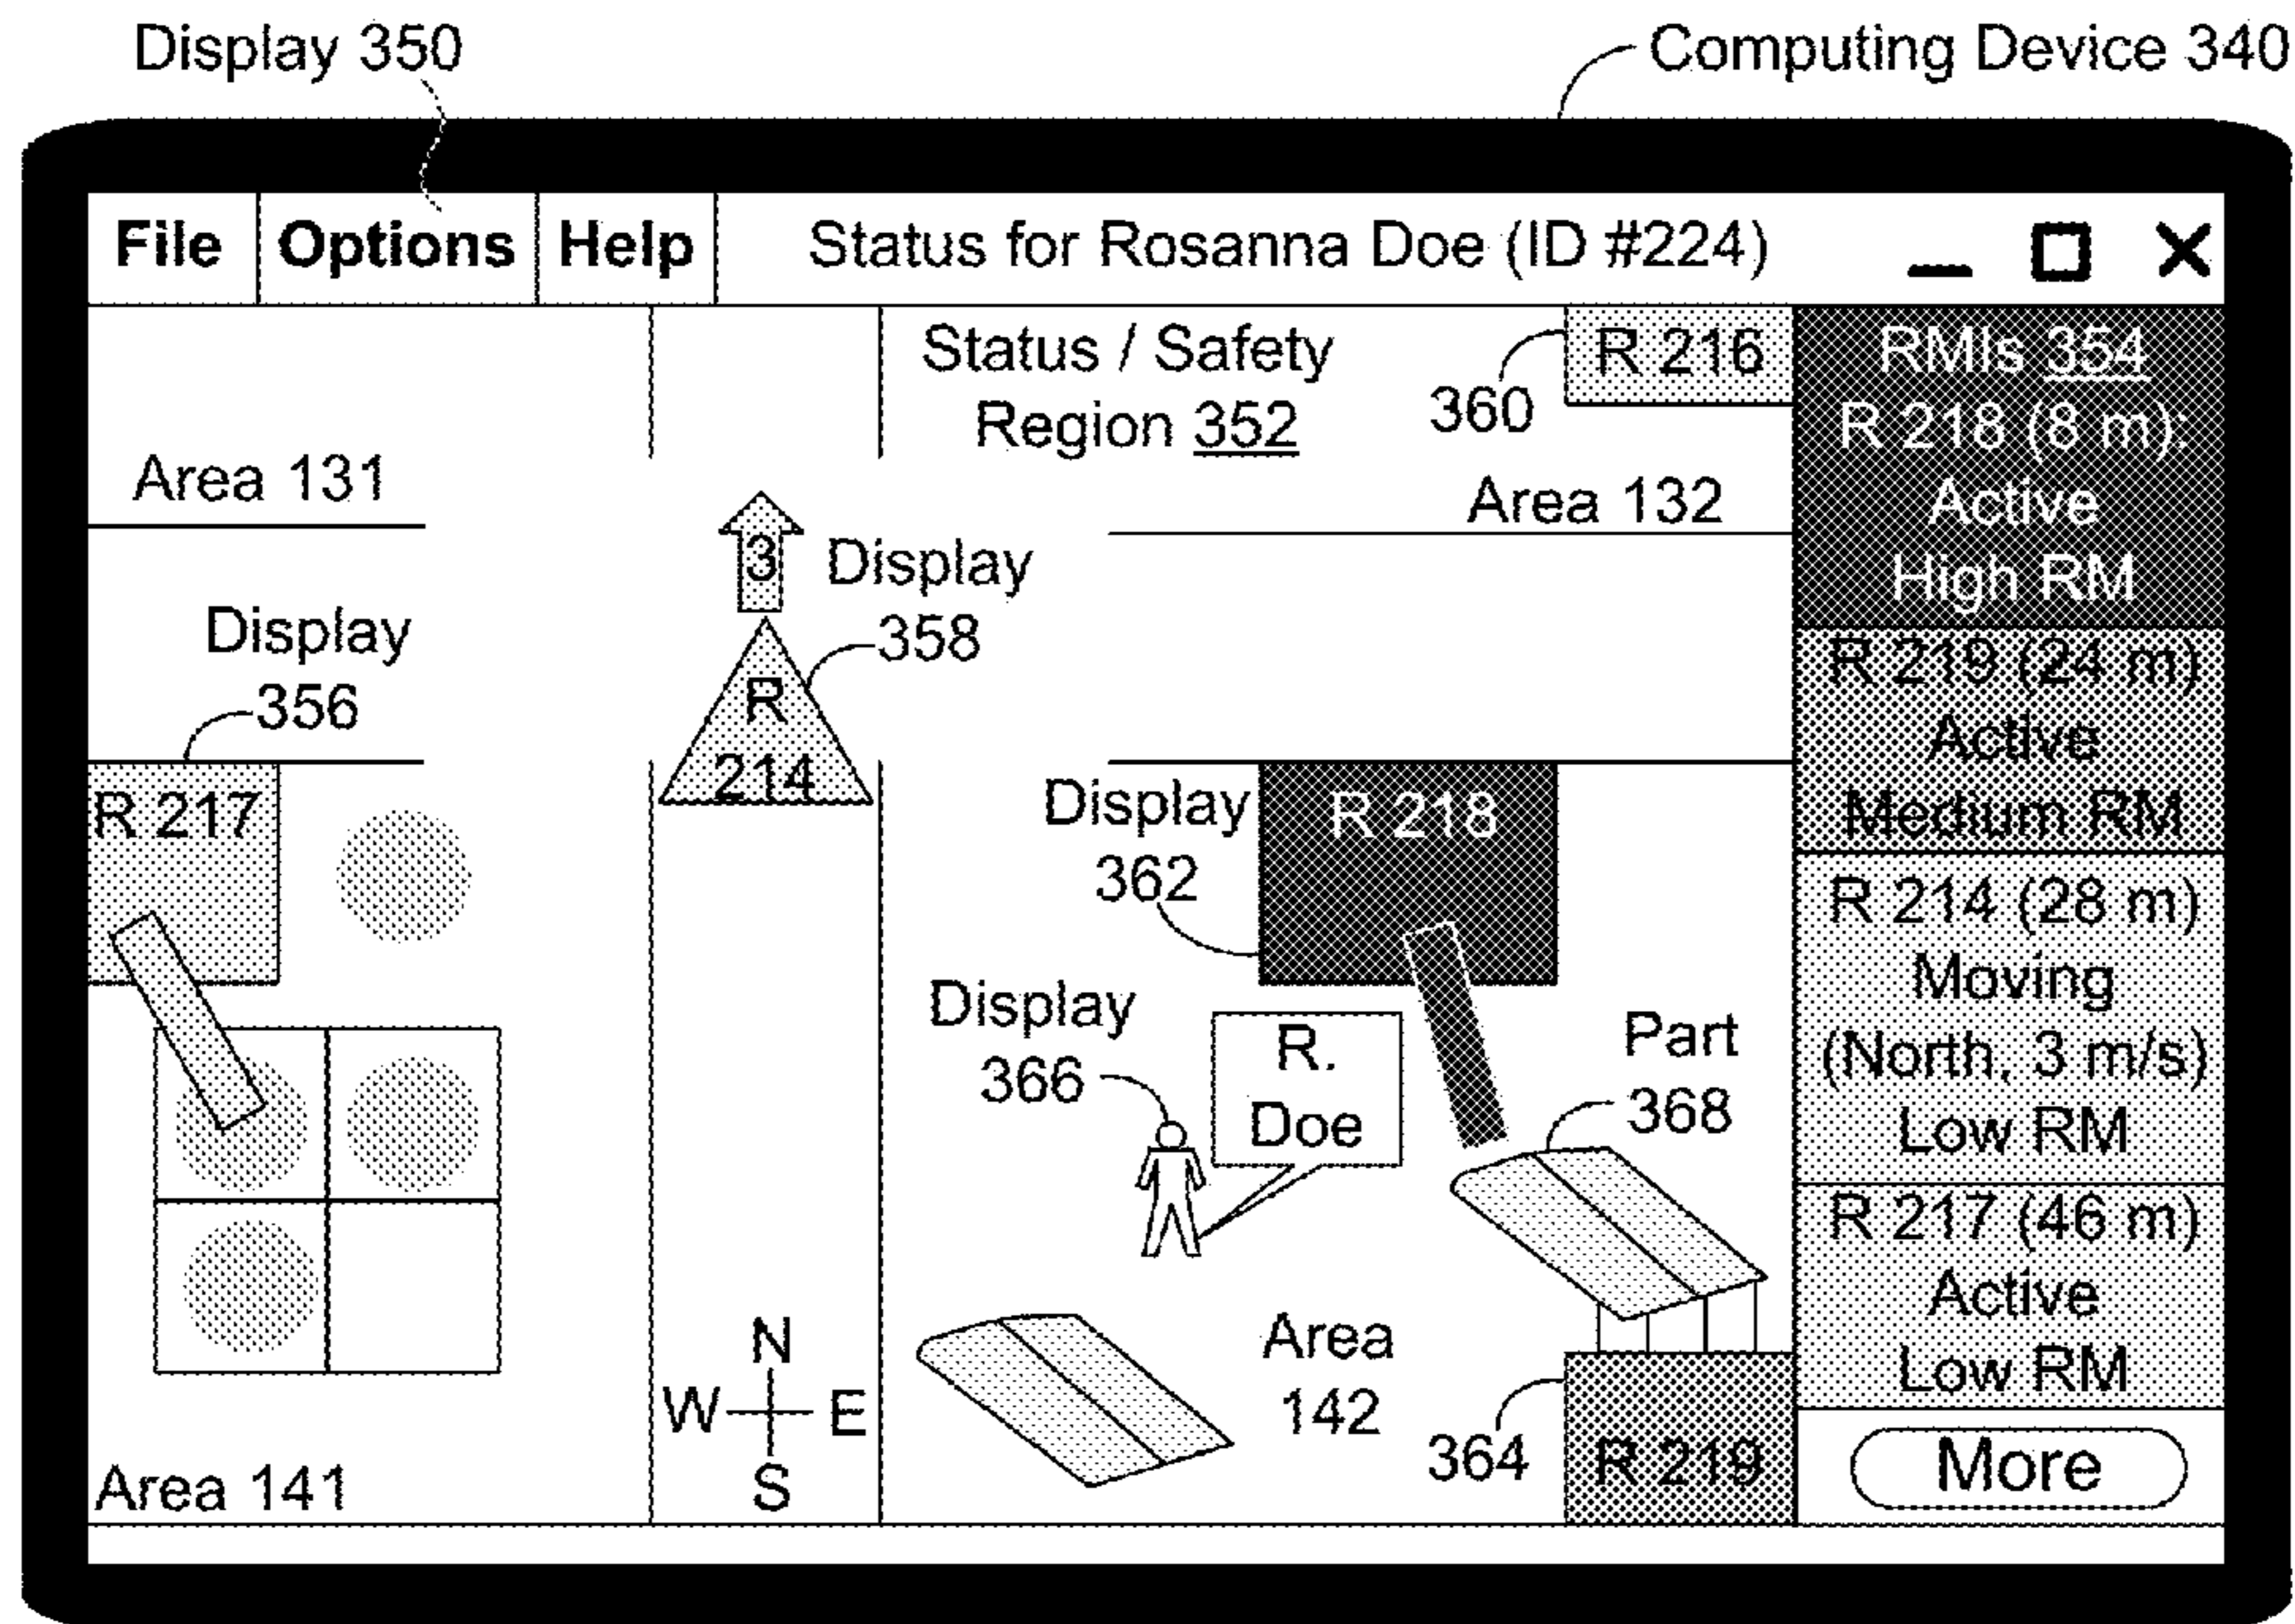 Display 350
Computing Device 340
File Options Help Status for Rosanna Doe (ID #224)
Status / Safety
Region 352
360
R 216
Area 131
Area 132
3
Display
358
R
214
Display
356
R 217
Display
362
R 218
Display
366
R.
Doe
Part
368
N
W E
S
Area
142
364
R 219
Area 141
RMIs 354
R 218 (8 m):
Active
High RM
R 219 (24 m)
Active
Medium RM
R 214 (28 m)
Moving
(North, 3 m/s)
Low RM
R 217 (46 m)
Active
Low RM
More